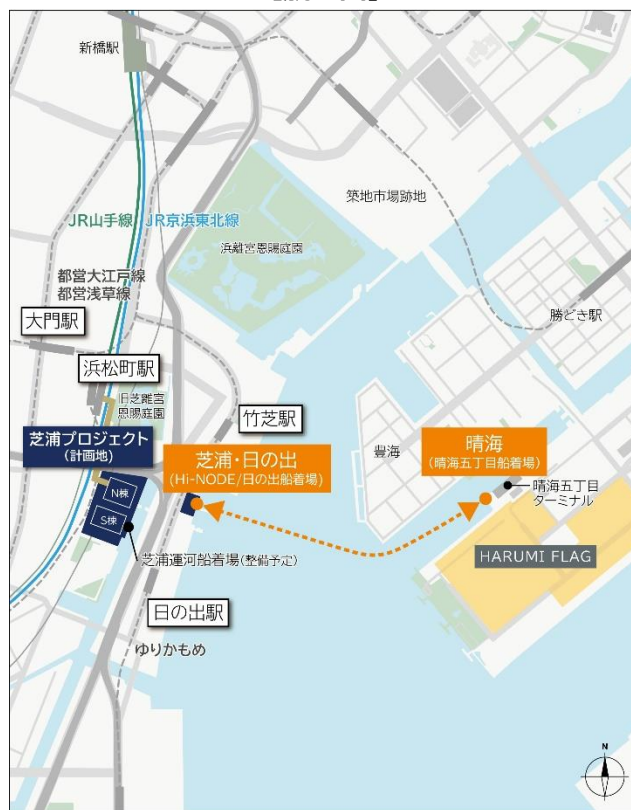 新橋駅
築地市場跡地
JR山手線
JR京浜東北線
浜離宮恩賜庭園
都営大江戸線
都営浅草線
勝どき駅
大門駅
浜松町駅
旧芝離宮
恩賜庭園
竹芝駅
芝浦プロジェクト
(計画地)
芝浦・日の出
(Hi-NODE/日の出船着場)
豊海
晴海
(晴海五丁目船着場)
晴海五丁目
ターミナル
N棟
S棟
芝浦運河船着場(整備予定)
HARUMI FLAG
日の出駅
ゆりかもめ
N